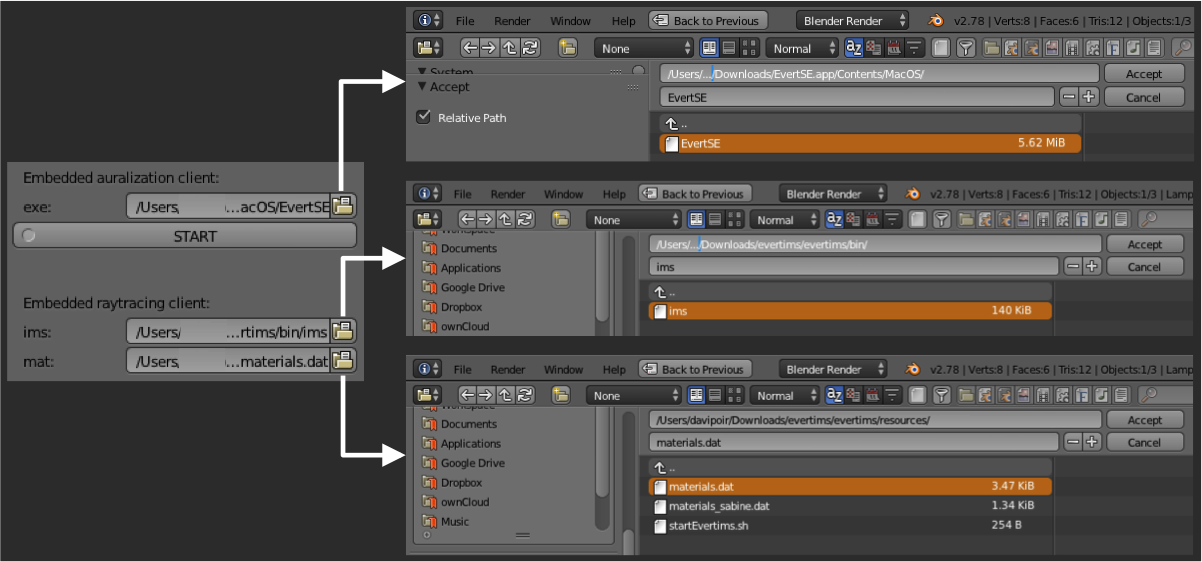 Embedded auralization client:
exe: /Users/ ...acOS/EvertSE
START
Embedded raytracing client:
ims: /Users/ ...rtims/bin/ims
mat: /Users/ ...materials.dat
File Render Window Help Back to Previous Blender Render v2.78 | Verts:8 | Faces:6 | Tris:12 | Objects:1/3
None Normal
System
Accept
Relative Path
/Users/.../Downloads/EvertSE.app/Contents/MacOS/ Accept
EvertSE Cancel
..
EvertSE 5.62 MiB
File Render Window Help Back to Previous Blender Render v2.78 | Verts:8 | Faces:6 | Tris:12 | Objects:1/3 | Lamp
None Normal
Workspace
Documents
Applications
Google Drive
Dropbox
ownCloud
/Users/.../Downloads/evertims/evertims/bin/ Accept
ims Cancel
..
ims 140 KiB
File Render Window Help Back to Previous Blender Render v2.78 | Verts:8 | Faces:6 | Tris:12 | Objects:1/3 | Lamp
None Normal
Workspace
Documents
Applications
Google Drive
Dropbox
ownCloud
Music
/Users/davipoir/Downloads/evertims/evertims/resources/ Accept
materials.dat Cancel
..
materials.dat 3.47 KiB
materials_sabine.dat 1.34 KiB
startEvertims.sh 254 B